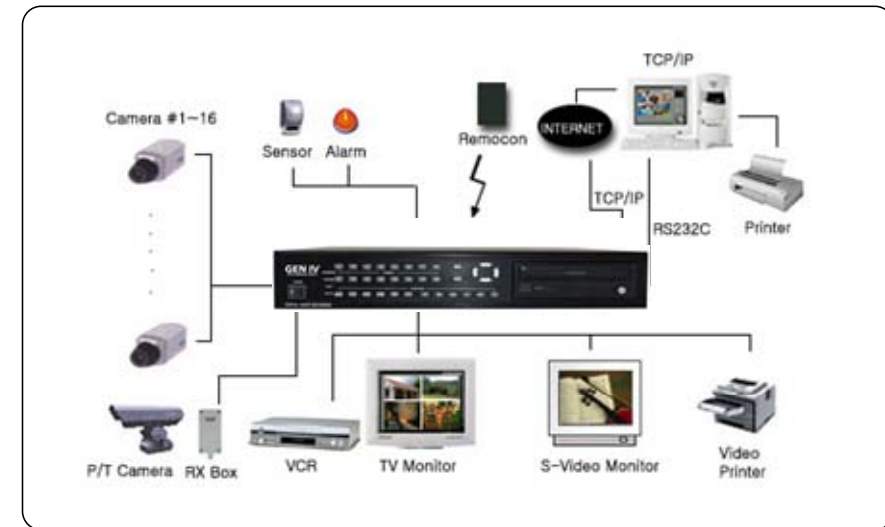 TCP/IP
Camera #1~16
Sensor
Alarm
Remocon
INTERNET
TCP/IP
RS232C
Printer
GEN IV
P/T Camera
RX Box
VCR
TV Monitor
S-Video Monitor
Video
Printer